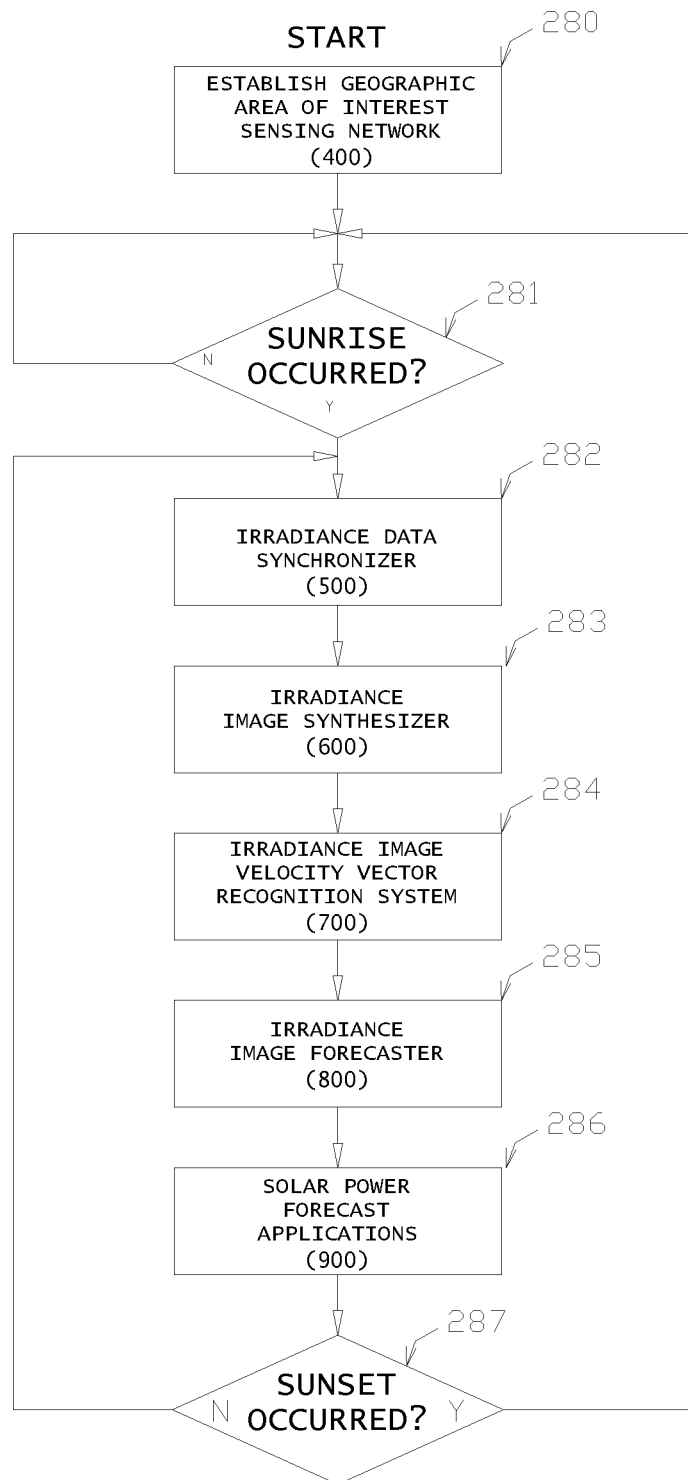 START
280
ESTABLISH GEOGRAPHIC
AREA OF INTEREST
SENSING NETWORK
(400)
281
SUNRISE
N
OCCURRED?
Y
282
IRRADIANCE DATA
SYNCHRONIZER
(500)
283
IRRADIANCE
IMAGE SYNTHESIZER
(600)
284
IRRADIANCE IMAGE
VELOCITY VECTOR
RECOGNITION SYSTEM
(700)
285
IRRADIANCE
IMAGE FORECASTER
(800)
286
SOLAR POWER
FORECAST
APPLICATIONS
(900)
287
SUNSET
N
OCCURRED?
Y